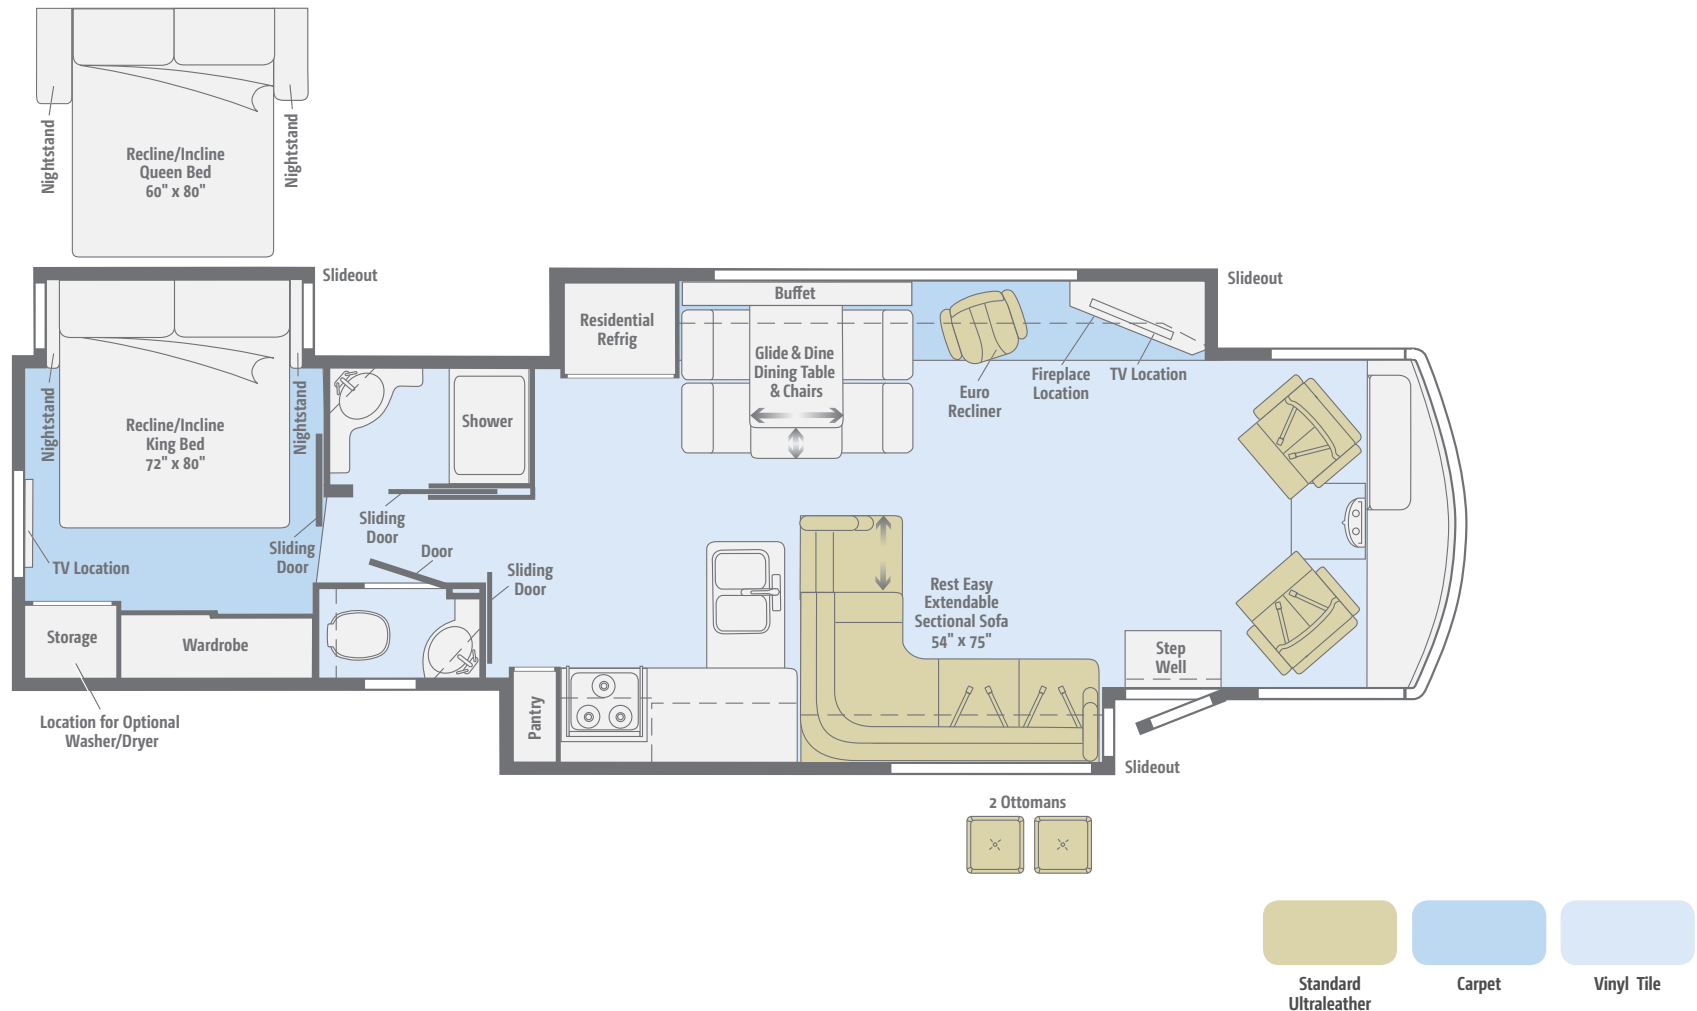 Nightstand
Recline/Incline
Queen Bed
60" x 80"
Nightstand
Slideout
Nightstand
Recline/Incline
King Bed
72" x 80"
Nightstand
Sliding
Door
TV Location
Storage
Wardrobe
Location for Optional
Washer/Dryer
Shower
Sliding
Door
Door
Sliding
Door
Residential
Refrig
Buffet
Glide & Dine
Dining Table
& Chairs
Euro
Recliner
Fireplace
Location
TV Location
Slideout
Rest Easy
Extendable
Sectional Sofa
54" x 75"
Step
Well
Pantry
Slideout
2 Ottomans
Standard
Ultraleather
Carpet
Vinyl Tile